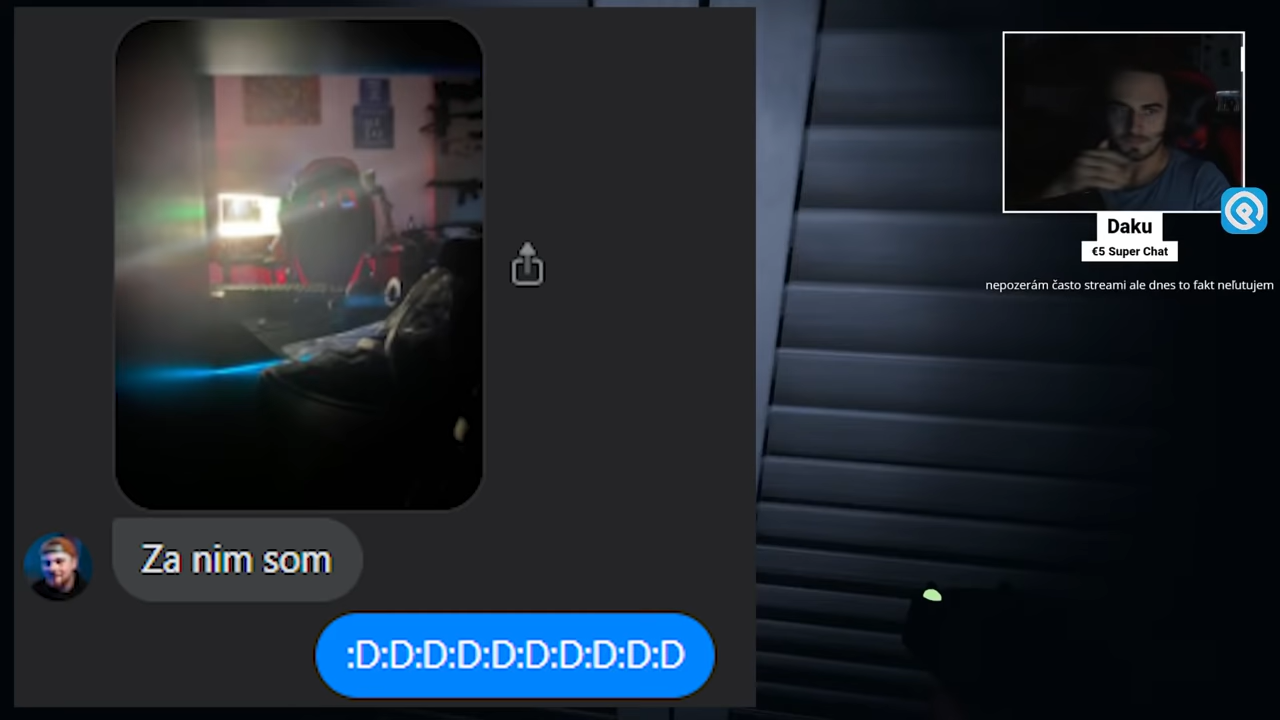 Za nim som
:D:D:D:D:D:D:D:D:D:D
Daku
€5 Super Chat
nepozerám často streami ale dnes to fakt neľutujem